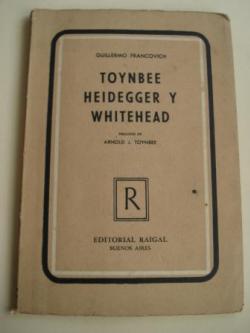 GUILLERMO FRANCOVICH
TOYNBEE
HEIDEGGER Y
WHITEHEAD
PRÓLOGO DE
ARNOLD J. TOYNBEE
R
EDITORIAL RAIGAL
BUENOS AIRES